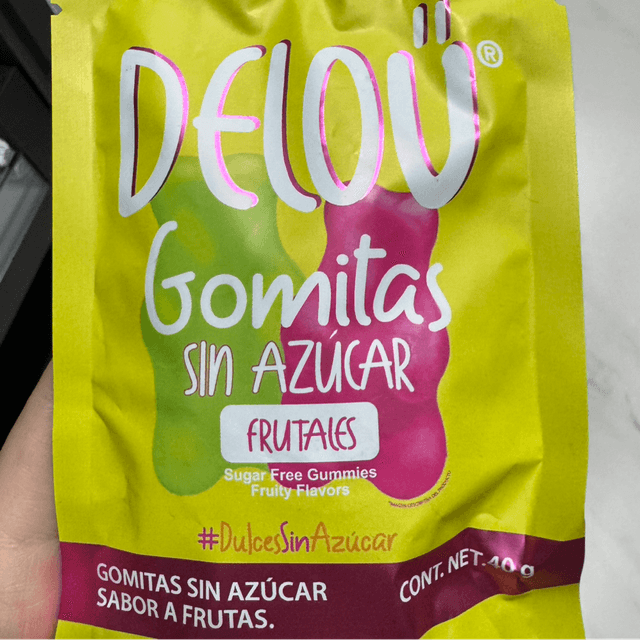 DELOÜ®
Gomitas
SIN AZÚCAR
FRUTALES
Sugar Free Gummies
Fruity Flavors
#DulcesSinAzúcar
GOMITAS SIN AZÚCAR
SABOR A FRUTAS.
CONT. NET. 40 g